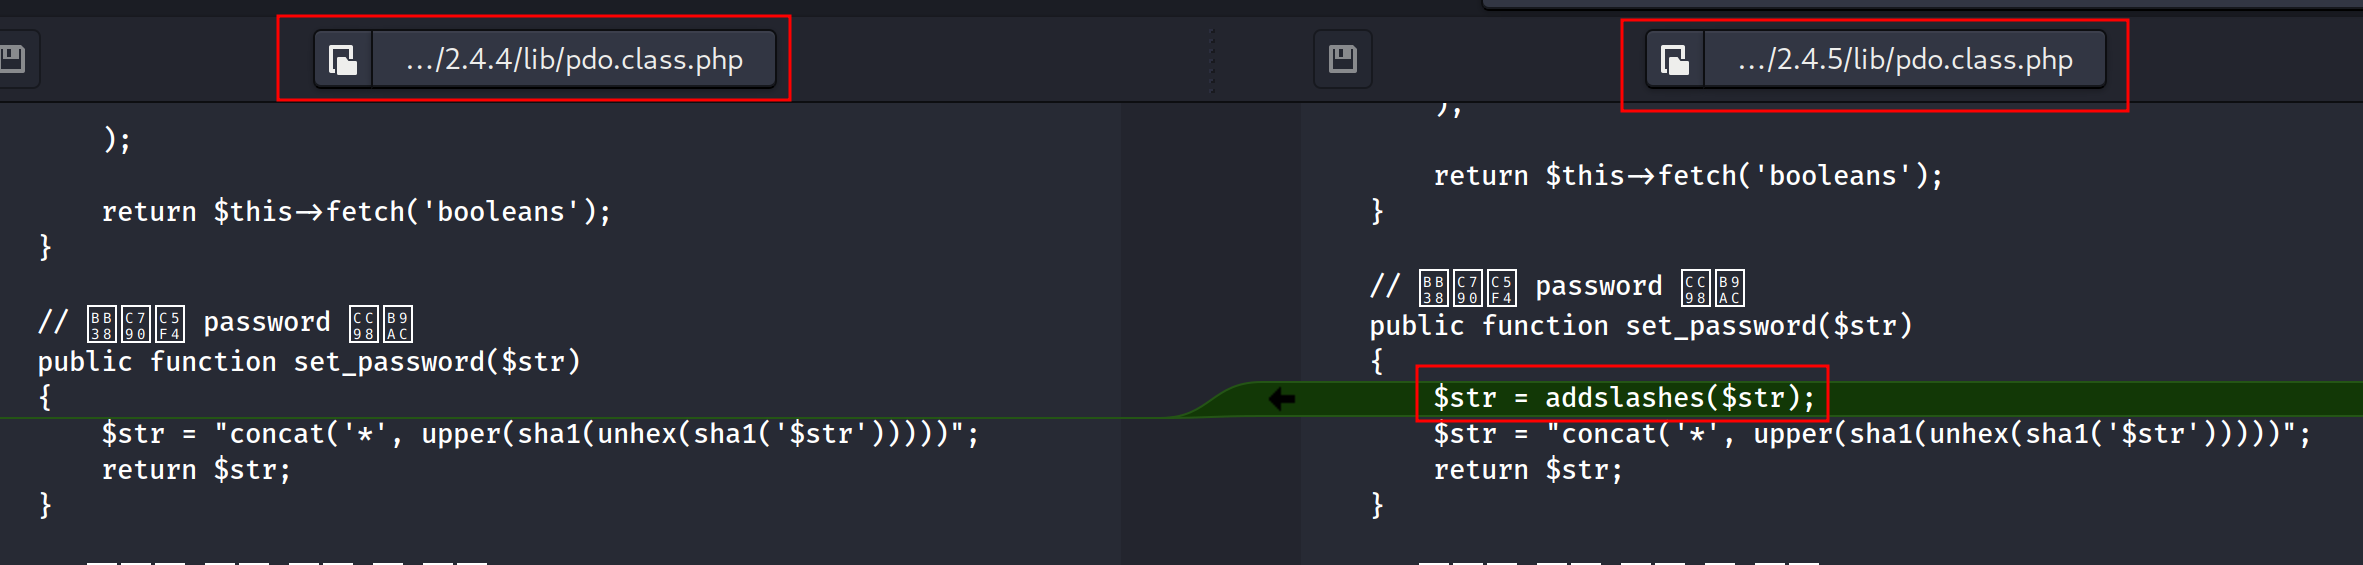 .../2.4.4/lib/pdo.class.php
);
return $this→fetch('booleans');
}
// BB38 C790 C5F4 password CC98 B9AC
public function set_password($str)
{
$str = "concat('*', upper(sha1(unhex(sha1('$str')))))";
return $str;
}
.../2.4.5/lib/pdo.class.php
);
return $this→fetch('booleans');
}
// BB38 C790 C5F4 password CC98 B9AC
public function set_password($str)
{
$str = addslashes($str);
$str = "concat('*', upper(sha1(unhex(sha1('$str')))))";
return $str;
}